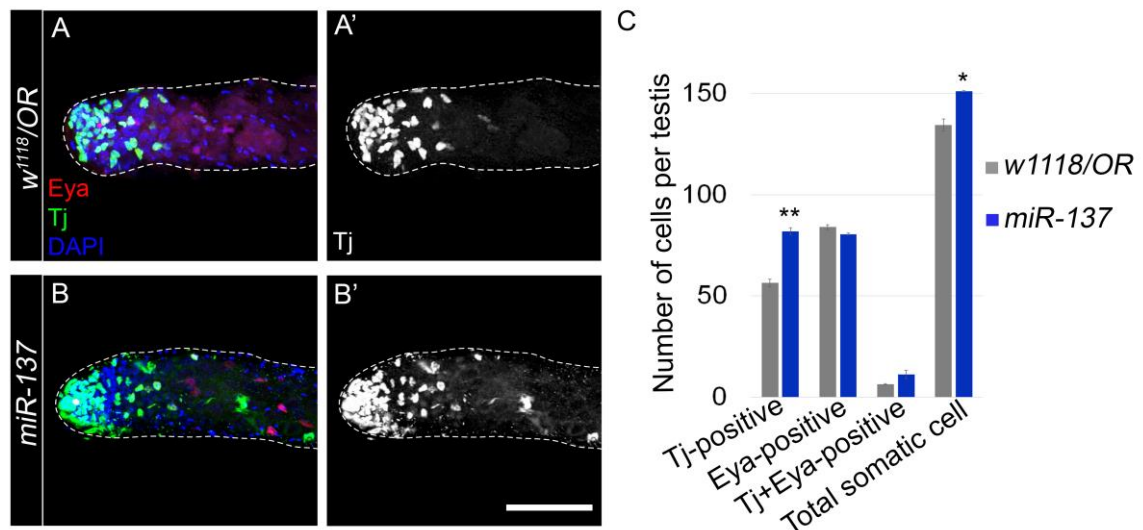 A
A'
C
w1118/OR
Eya
Tj
DAPI
Tj
B
B'
miR-137
Number of cells per testis
150
100
50
0
*
**
w1118/OR
miR-137
Tj-positive
Eya-positive
Tj+Eya-positive
Total somatic cell